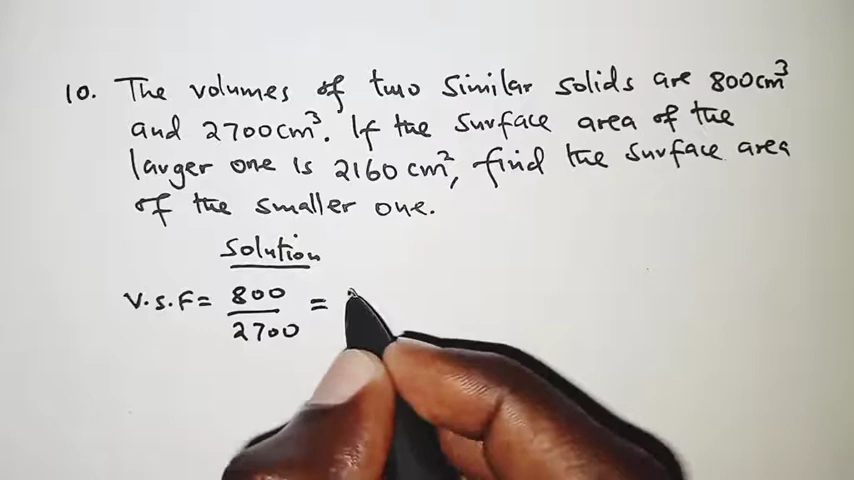 10. The volumes of two similar solids are 800cm³
and 2700cm³. If the surface area of the
larger one is 2160 cm², find the surface area
of the smaller one.
Solution
V.S.F = 800/2700 =